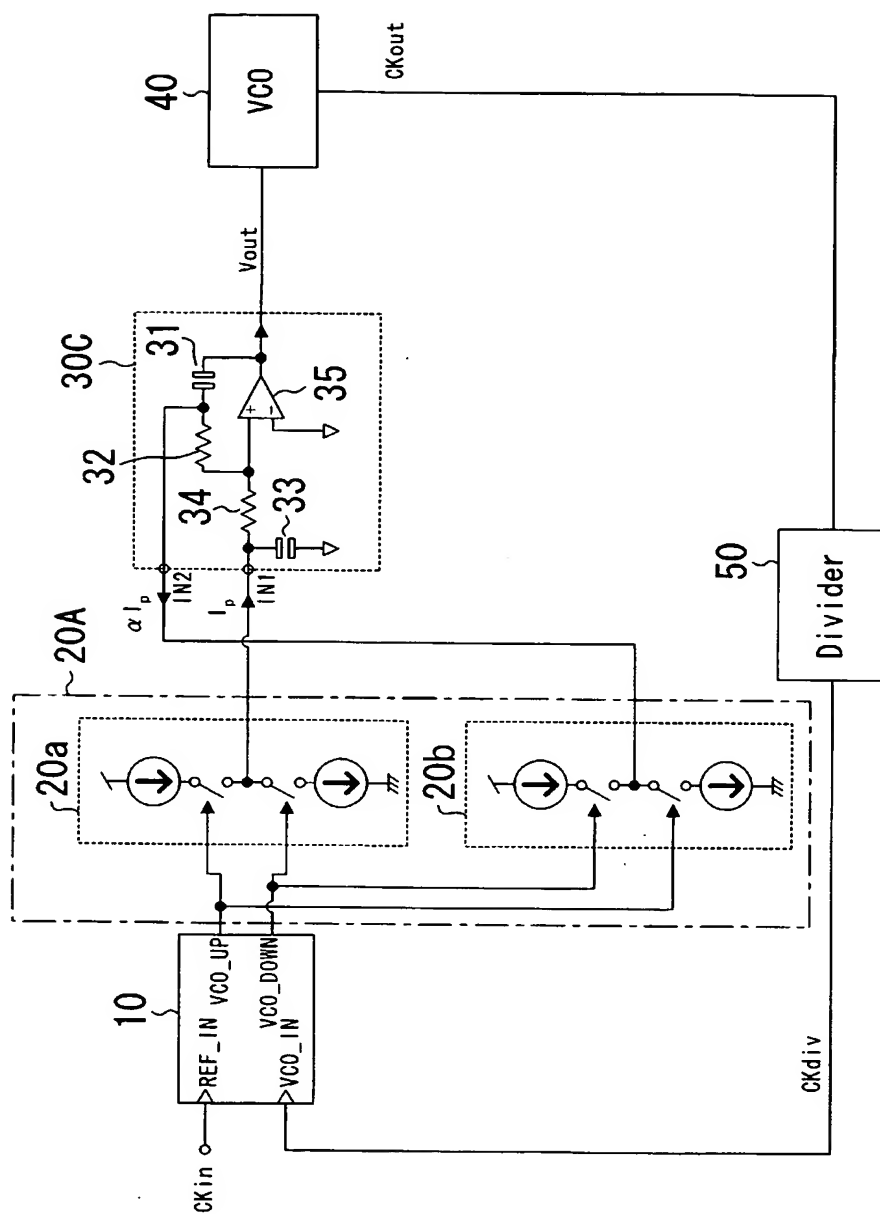 40
VCO
CKout
Vout
30C
31
32
35
+
-
34
33
IN2
IN1
αIp
Ip
20A
20a
20b
50
Divider
10
REF_IN
VCO_UP
VCO_DOWN
VCO_IN
CKin
CKdiv